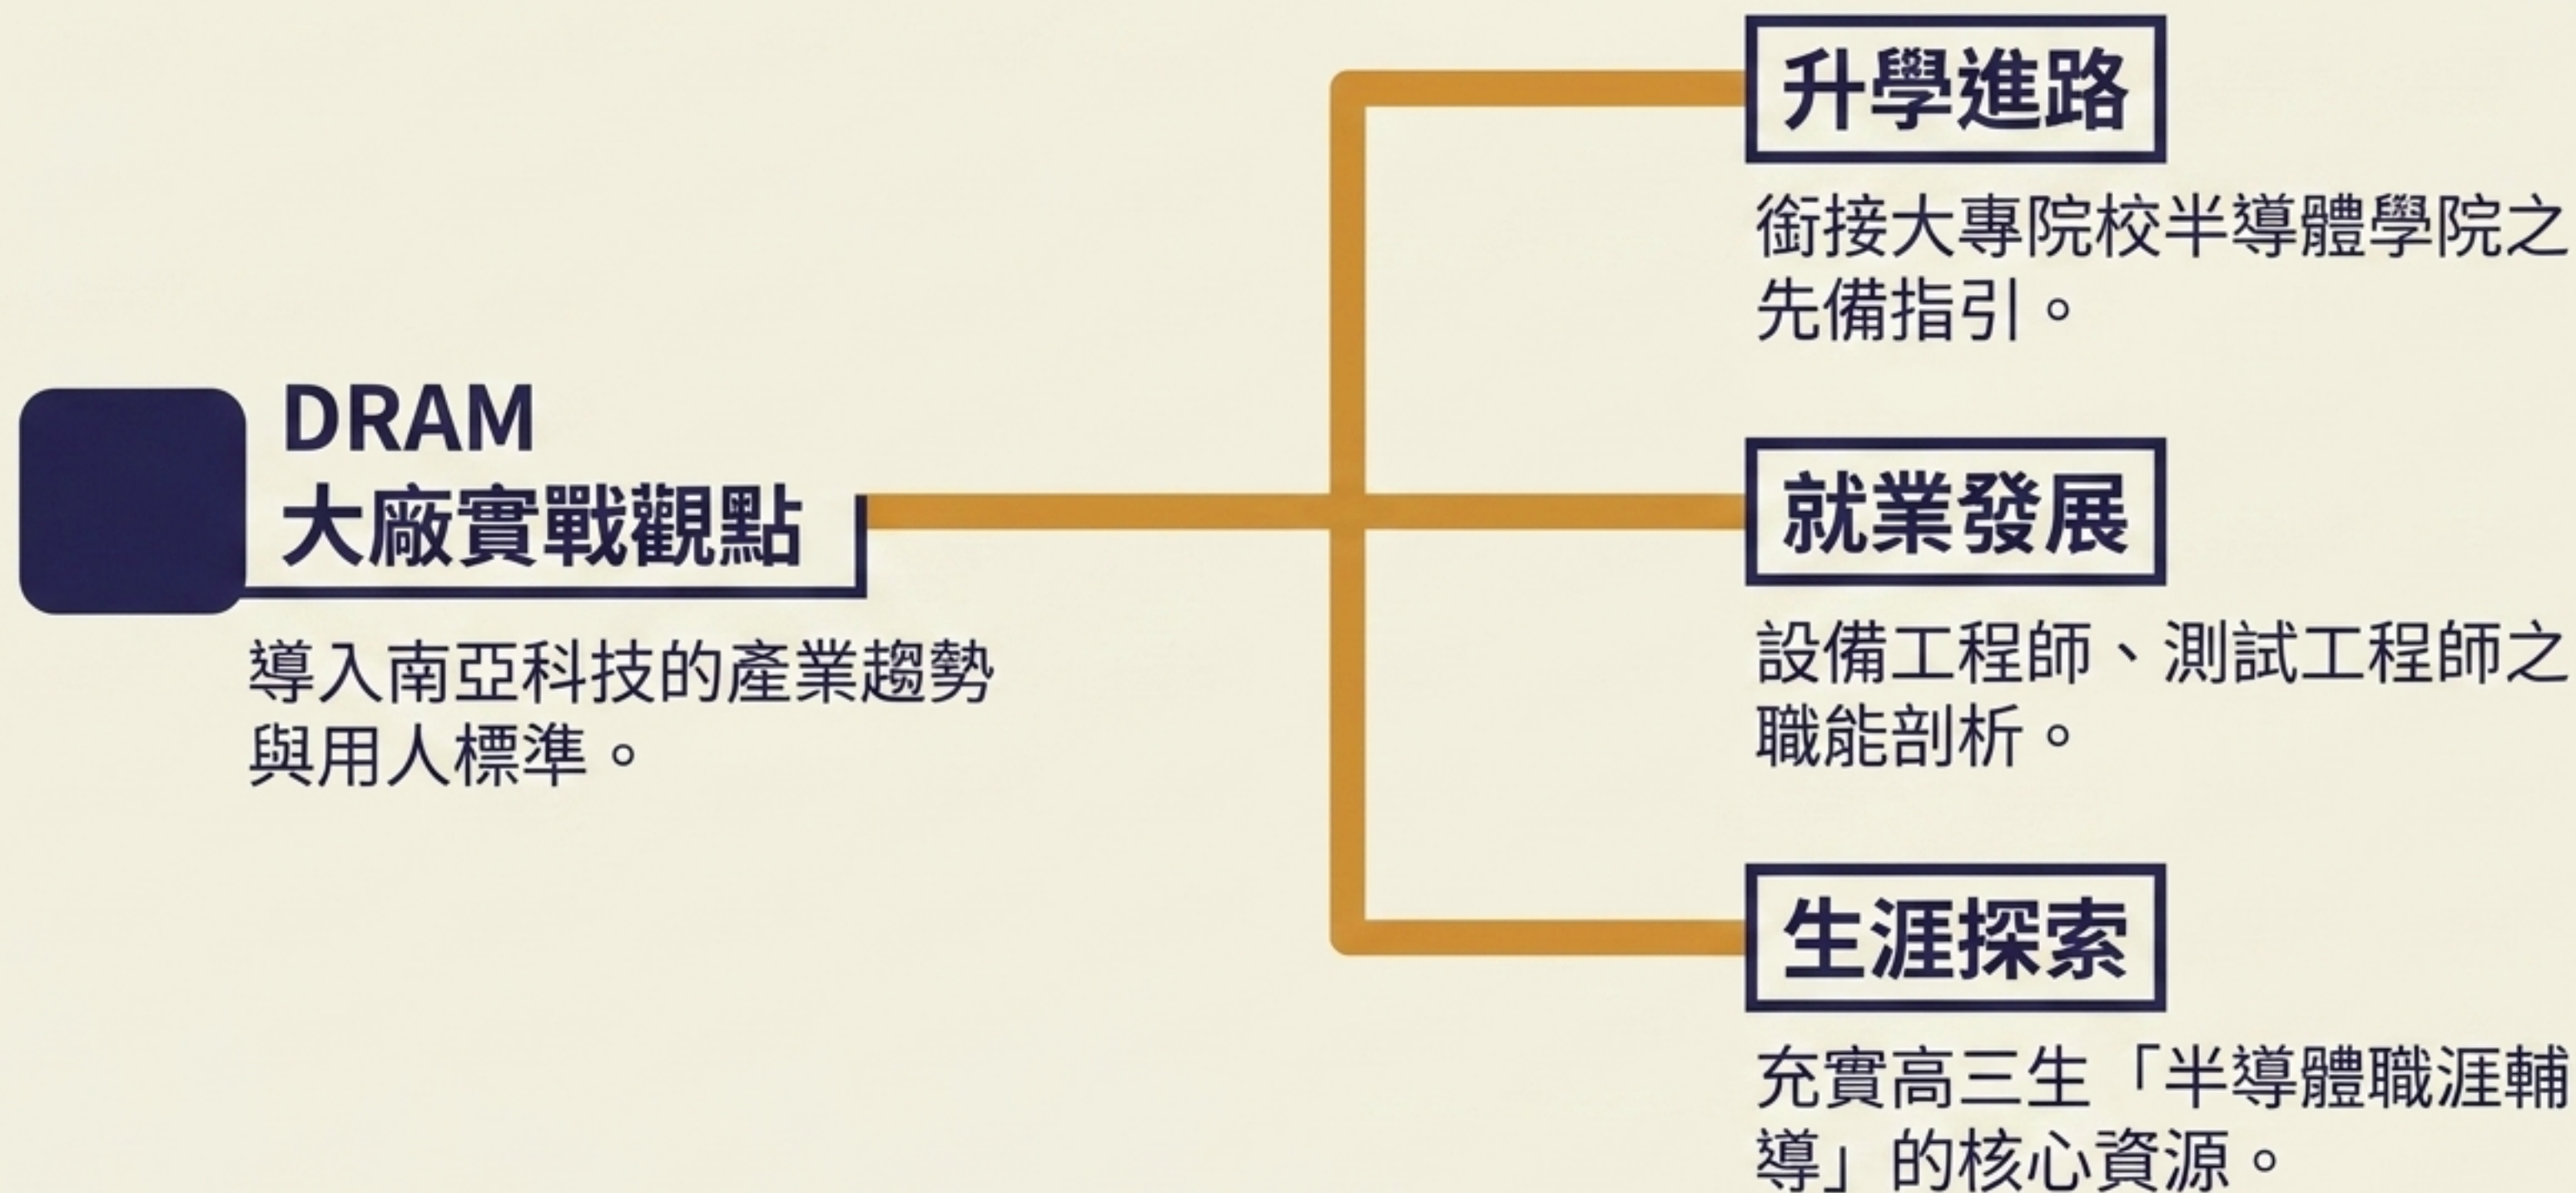 DRAM
大廠實戰觀點
導入南亞科技的產業趨勢
與用人標準。
升學進路
銜接大專院校半導體學院之
先備指引。
就業發展
設備工程師、測試工程師之
職能剖析。
生涯探索
充實高三生「半導體職涯輔
導」的核心資源。